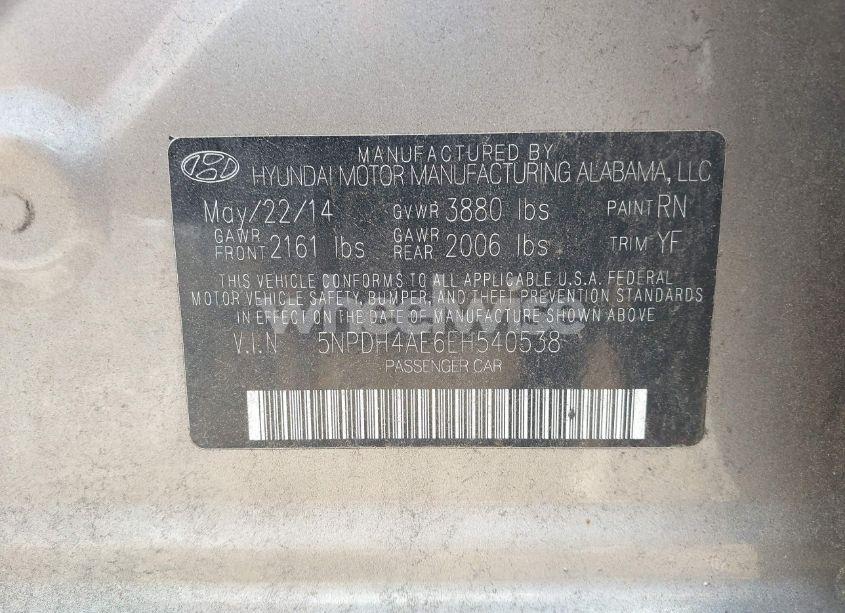 MANUFACTURED BY
HYUNDAI MOTOR MANUFACTURING ALABAMA, LLC
May/22/14 GVWR 3880 lbs PAINT RN
GAWR FRONT 2161 lbs GAWR REAR 2006 lbs TRIM YF
THIS VEHICLE CONFORMS TO ALL APPLICABLE U.S.A. FEDERAL
MOTOR VEHICLE SAFETY, BUMPER, AND THEFT PREVENTION STANDARDS
IN EFFECT ON THE DATE OF MANUFACTURE SHOWN ABOVE
wheelwise
V.I.N 5NPDH4AE6EH540538
PASSENGER CAR